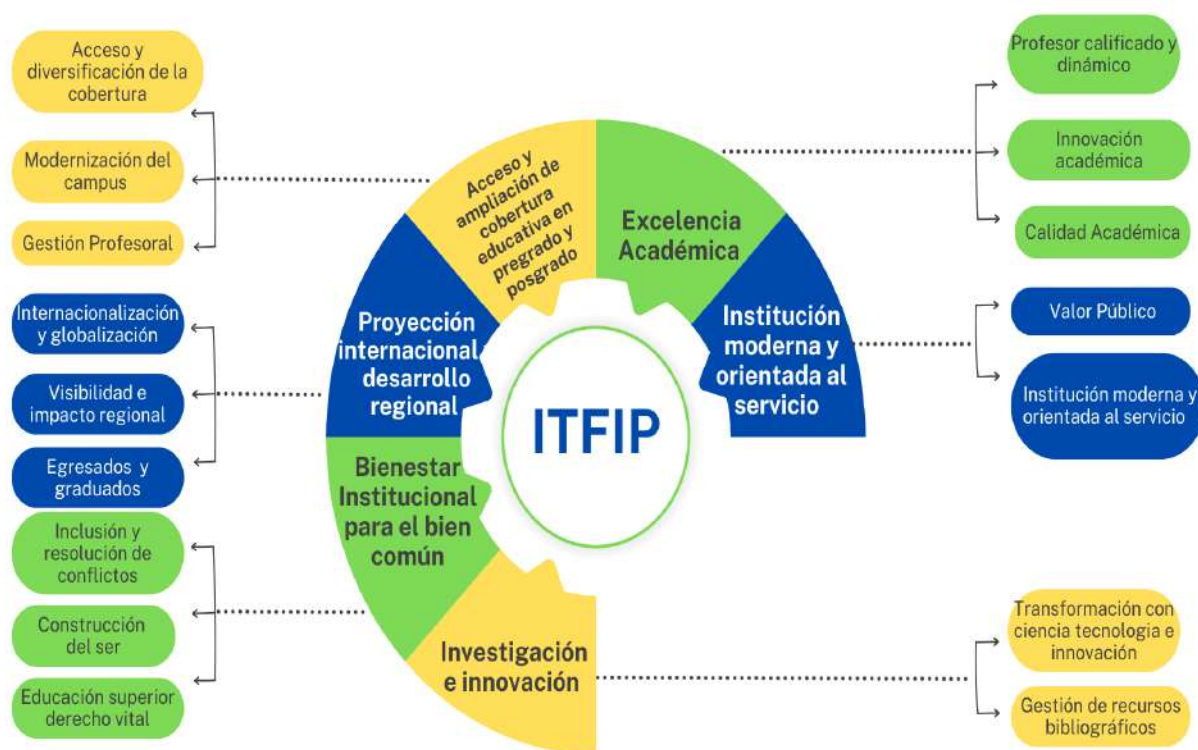 Acceso y
diversificación de la
cobertura
Modernización del
campus
Gestión Profesoral
Internacionalización
y globalización
Visibilidad e
impacto regional
Egresados y
graduados
Inclusión y
resolución de
conflictos
Construcción
del ser
Educación superior
derecho vital
Acceso y
ampliación de
cobertura
educativa en
pregrado y
posgrado
Excelencia
Académica
Proyección
internacional y
desarrollo
regional
Institución
moderna y
orientada al
servicio
ITFIP
Bienestar
Institucional
para el bien
común
Investigación
e innovación
Profesor calificado y
dinámico
Innovación
académica
Calidad Académica
Valor Público
Institución moderna y
orientada al servicio
Transformación con
ciencia tecnologia e
innovación
Gestión de recursos
bibliográficos